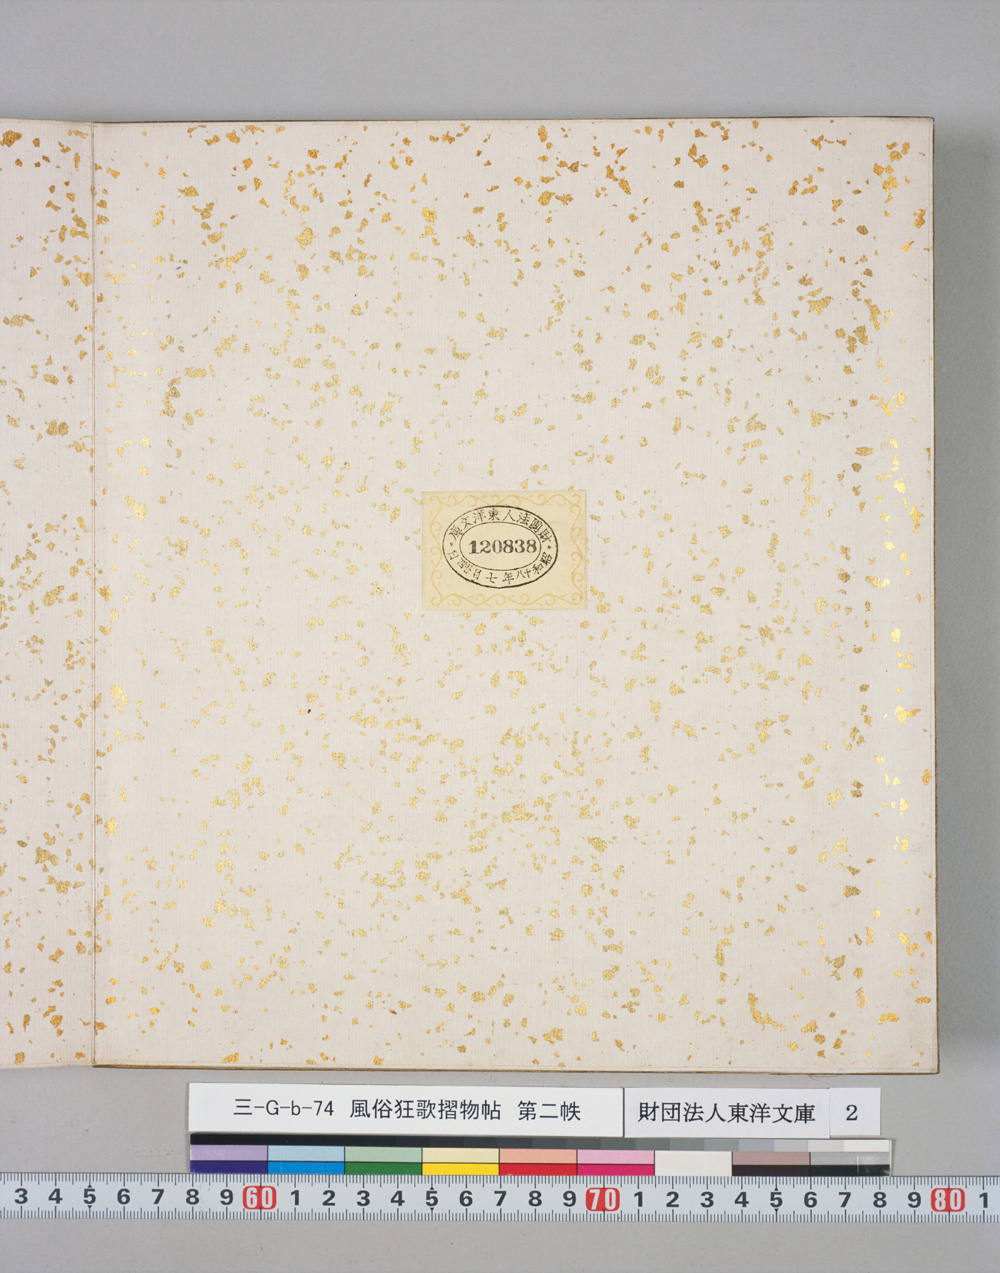 財團法人東洋文庫
120838
昭和十八年七月廿四日
三-G-b-74 風俗狂歌摺物帖 第二帙
財団法人東洋文庫
2
3 4 5 6 7 8 9 60 1 2 3 4 5 6 7 8 9 70 1 2 3 4 5 6 7 8 9 80 1